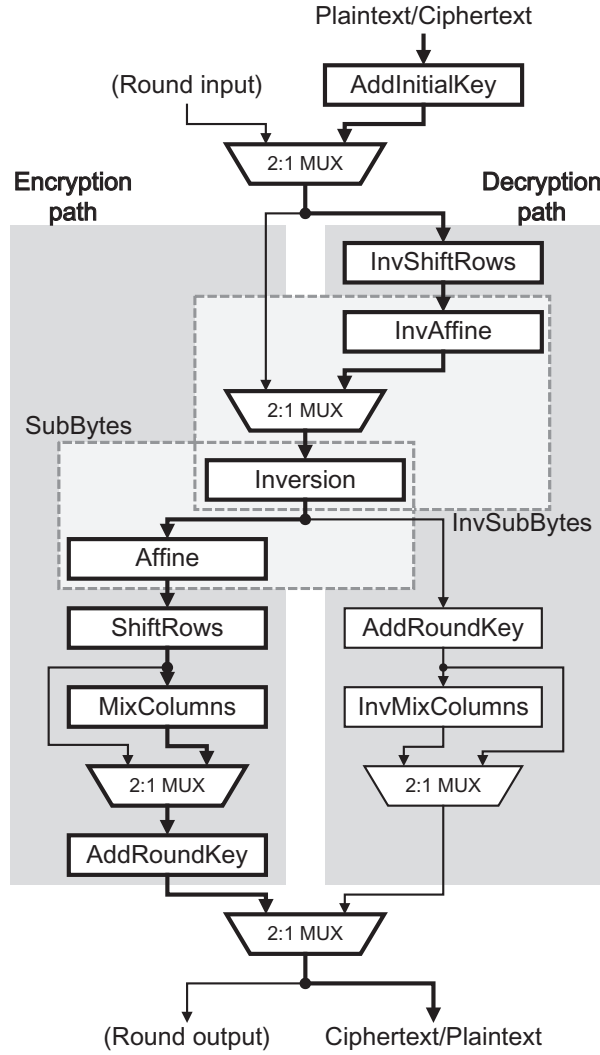 Plaintext/Ciphertext
(Round input)
AddInitialKey
2:1 MUX
Encryption
path
Decryption
path
InvShiftRows
InvAffine
2:1 MUX
SubBytes
Inversion
InvSubBytes
Affine
ShiftRows
AddRoundKey
MixColumns
InvMixColumns
2:1 MUX
2:1 MUX
AddRoundKey
2:1 MUX
(Round output)
Ciphertext/Plaintext